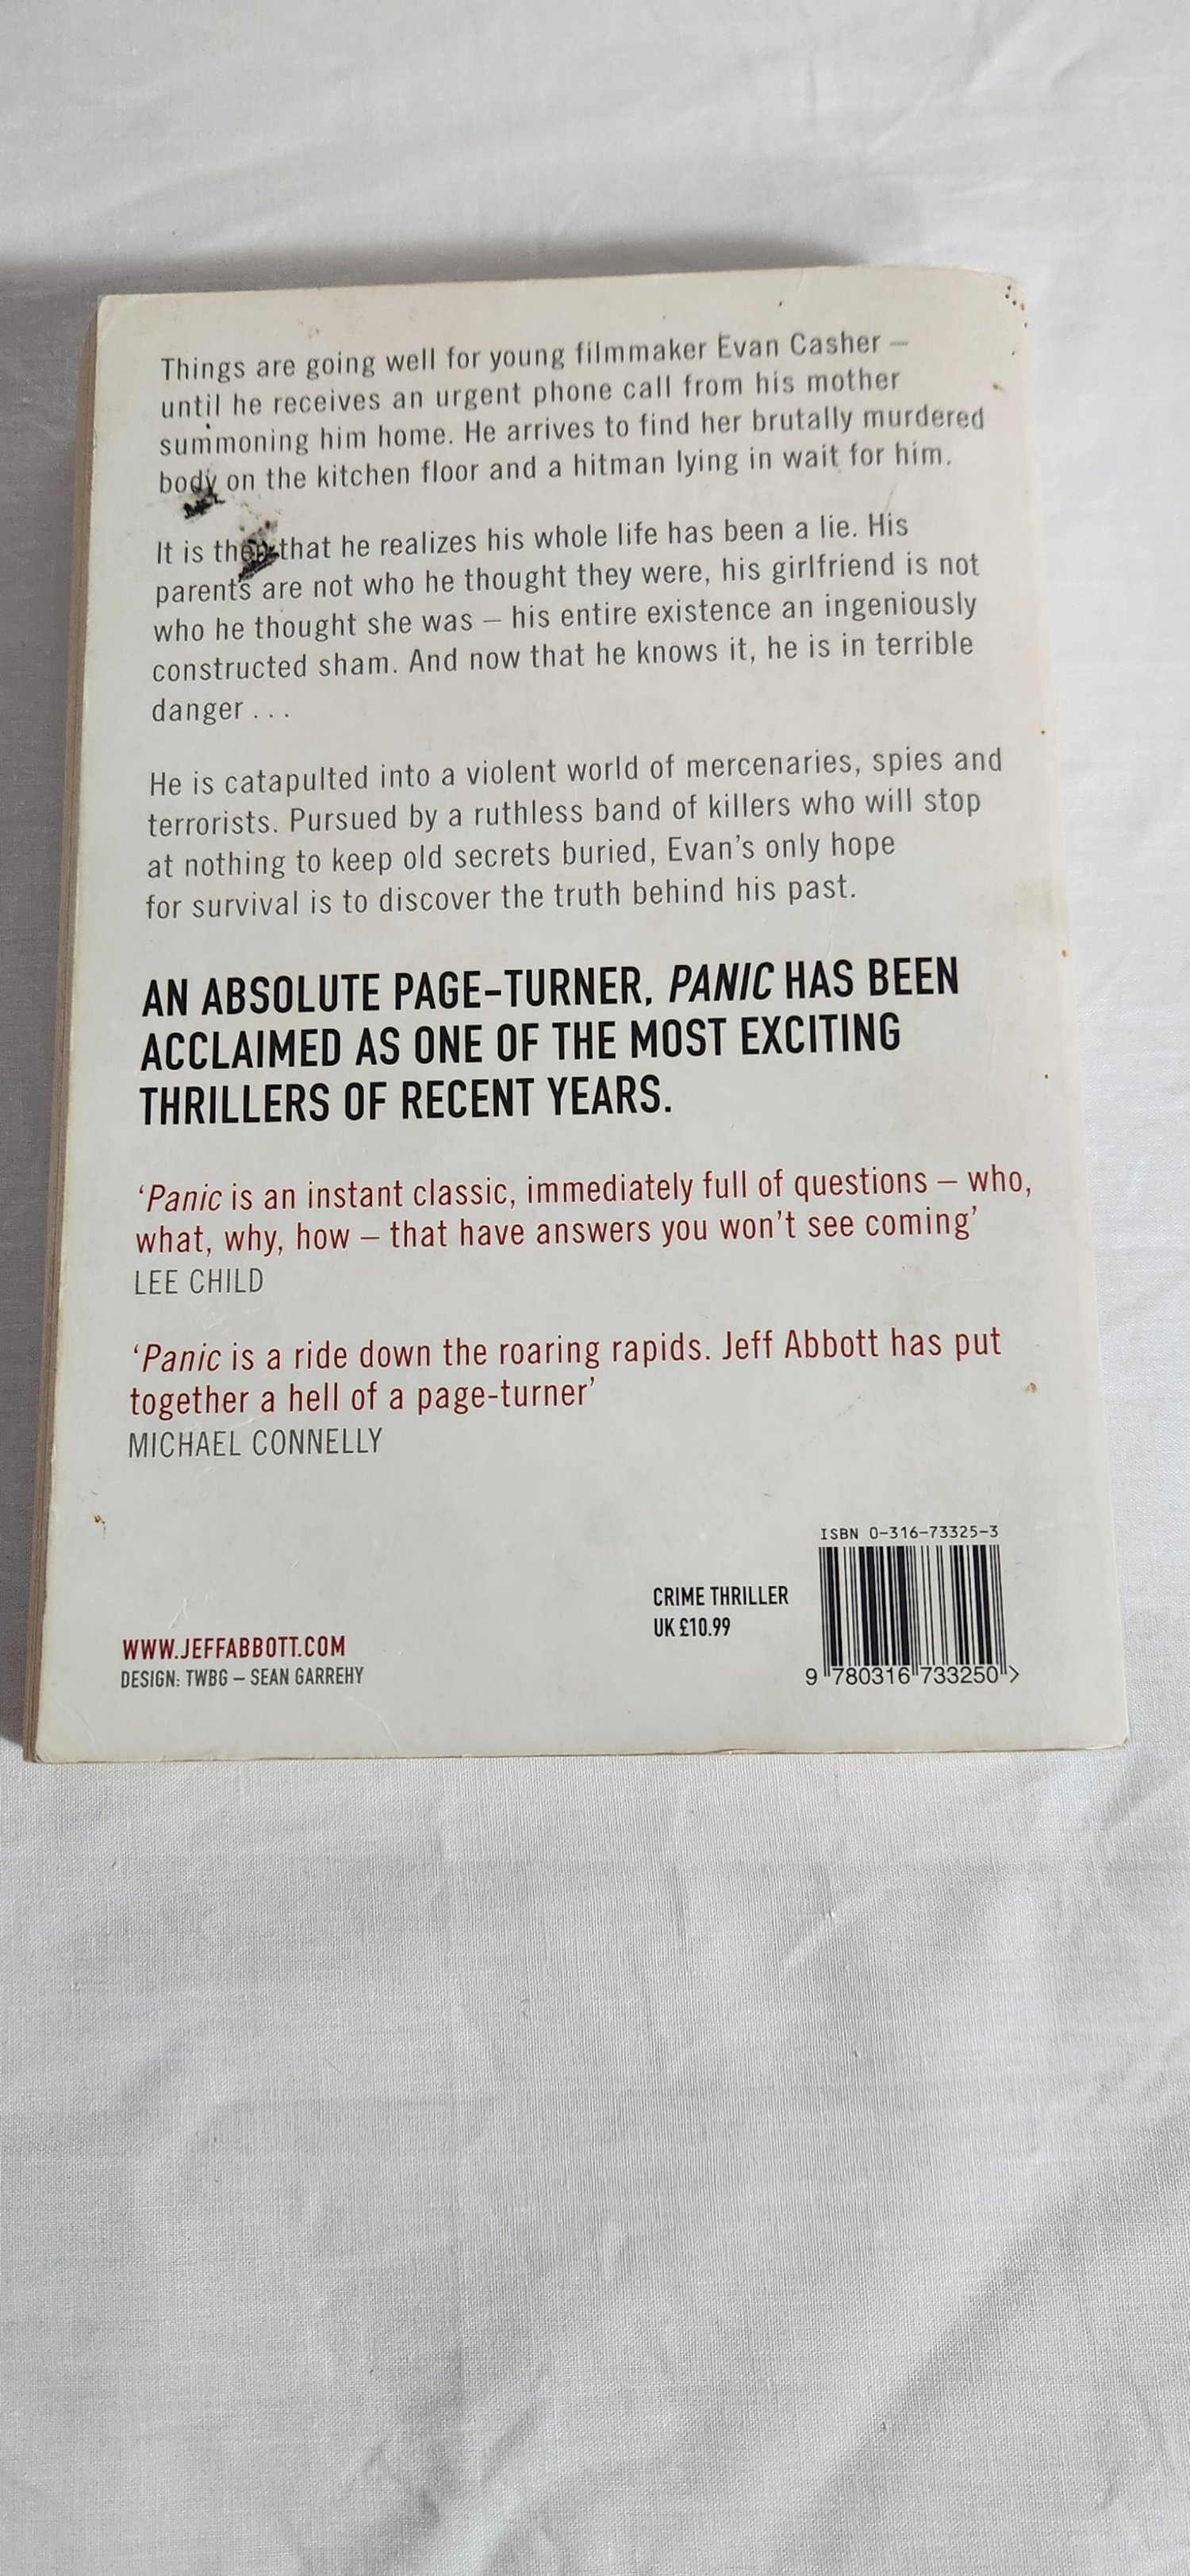 Things are going well for young filmmaker Evan Casher –
until he receives an urgent phone call from his mother
summoning him home. He arrives to find her brutally murdered
body on the kitchen floor and a hitman lying in wait for him.
It is then that he realizes his whole life has been a lie. His
parents are not who he thought they were, his girlfriend is not
who he thought she was – his entire existence an ingeniously
constructed sham. And now that he knows it, he is in terrible
danger . . .
He is catapulted into a violent world of mercenaries, spies and
terrorists. Pursued by a ruthless band of killers who will stop
at nothing to keep old secrets buried, Evan's only hope
for survival is to discover the truth behind his past.
AN ABSOLUTE PAGE-TURNER, PANIC HAS BEEN
ACCLAIMED AS ONE OF THE MOST EXCITING
THRILLERS OF RECENT YEARS.
‘Panic is an instant classic, immediately full of questions – who,
what, why, how – that have answers you won't see coming’
LEE CHILD
‘Panic is a ride down the roaring rapids. Jeff Abbott has put
together a hell of a page-turner’
MICHAEL CONNELLY
ISBN 0-316-73325-3
CRIME THRILLER
UK £10.99
9 780316 733250 >
WWW.JEFFABBOTT.COM
DESIGN: TWBG – SEAN GARREHY